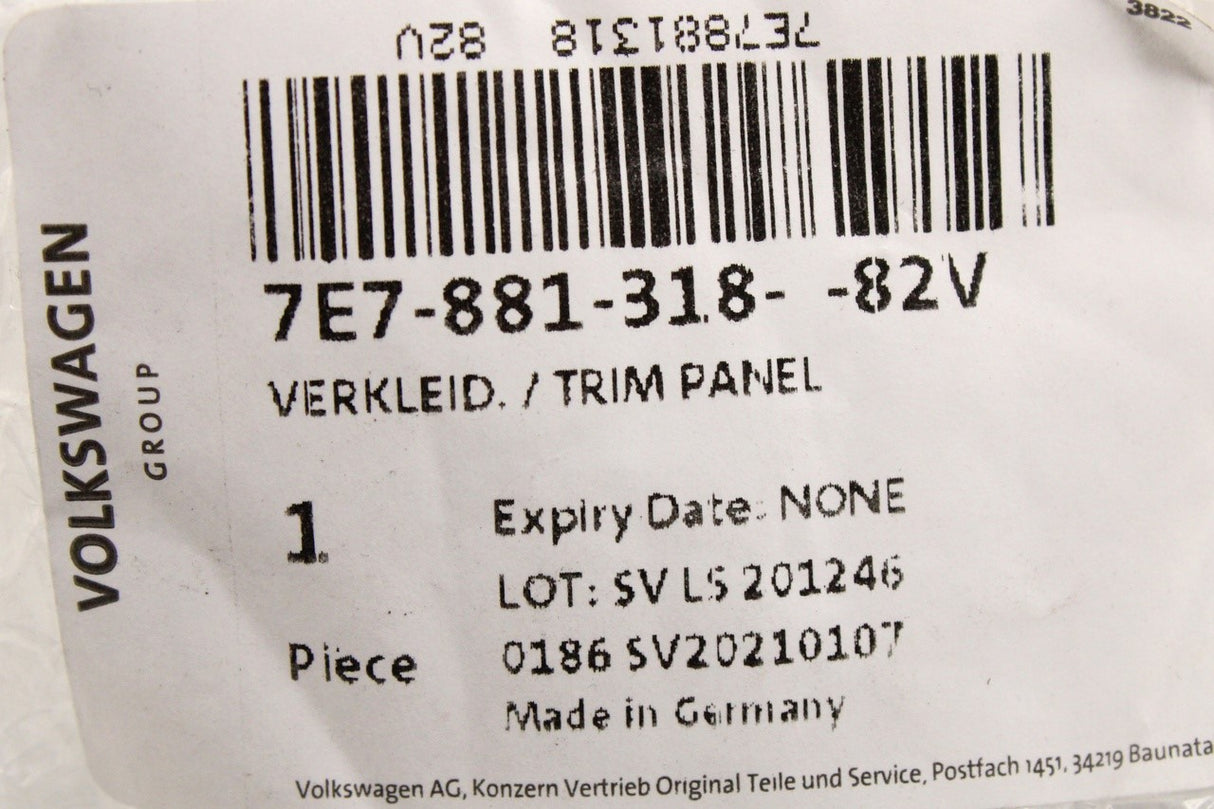 3822
7E7881318 82V
7E7-881-318- -82V
VERKLEID. / TRIM PANEL
1
Expiry Date: NONE
LOT: SV LS 201246
Piece
0186 SV20210107
Made in Germany
Volkswagen AG, Konzern Vertrieb Original Teile und Service, Postfach 1451, 34219 Baunata
VOLKSWAGEN
GROUP